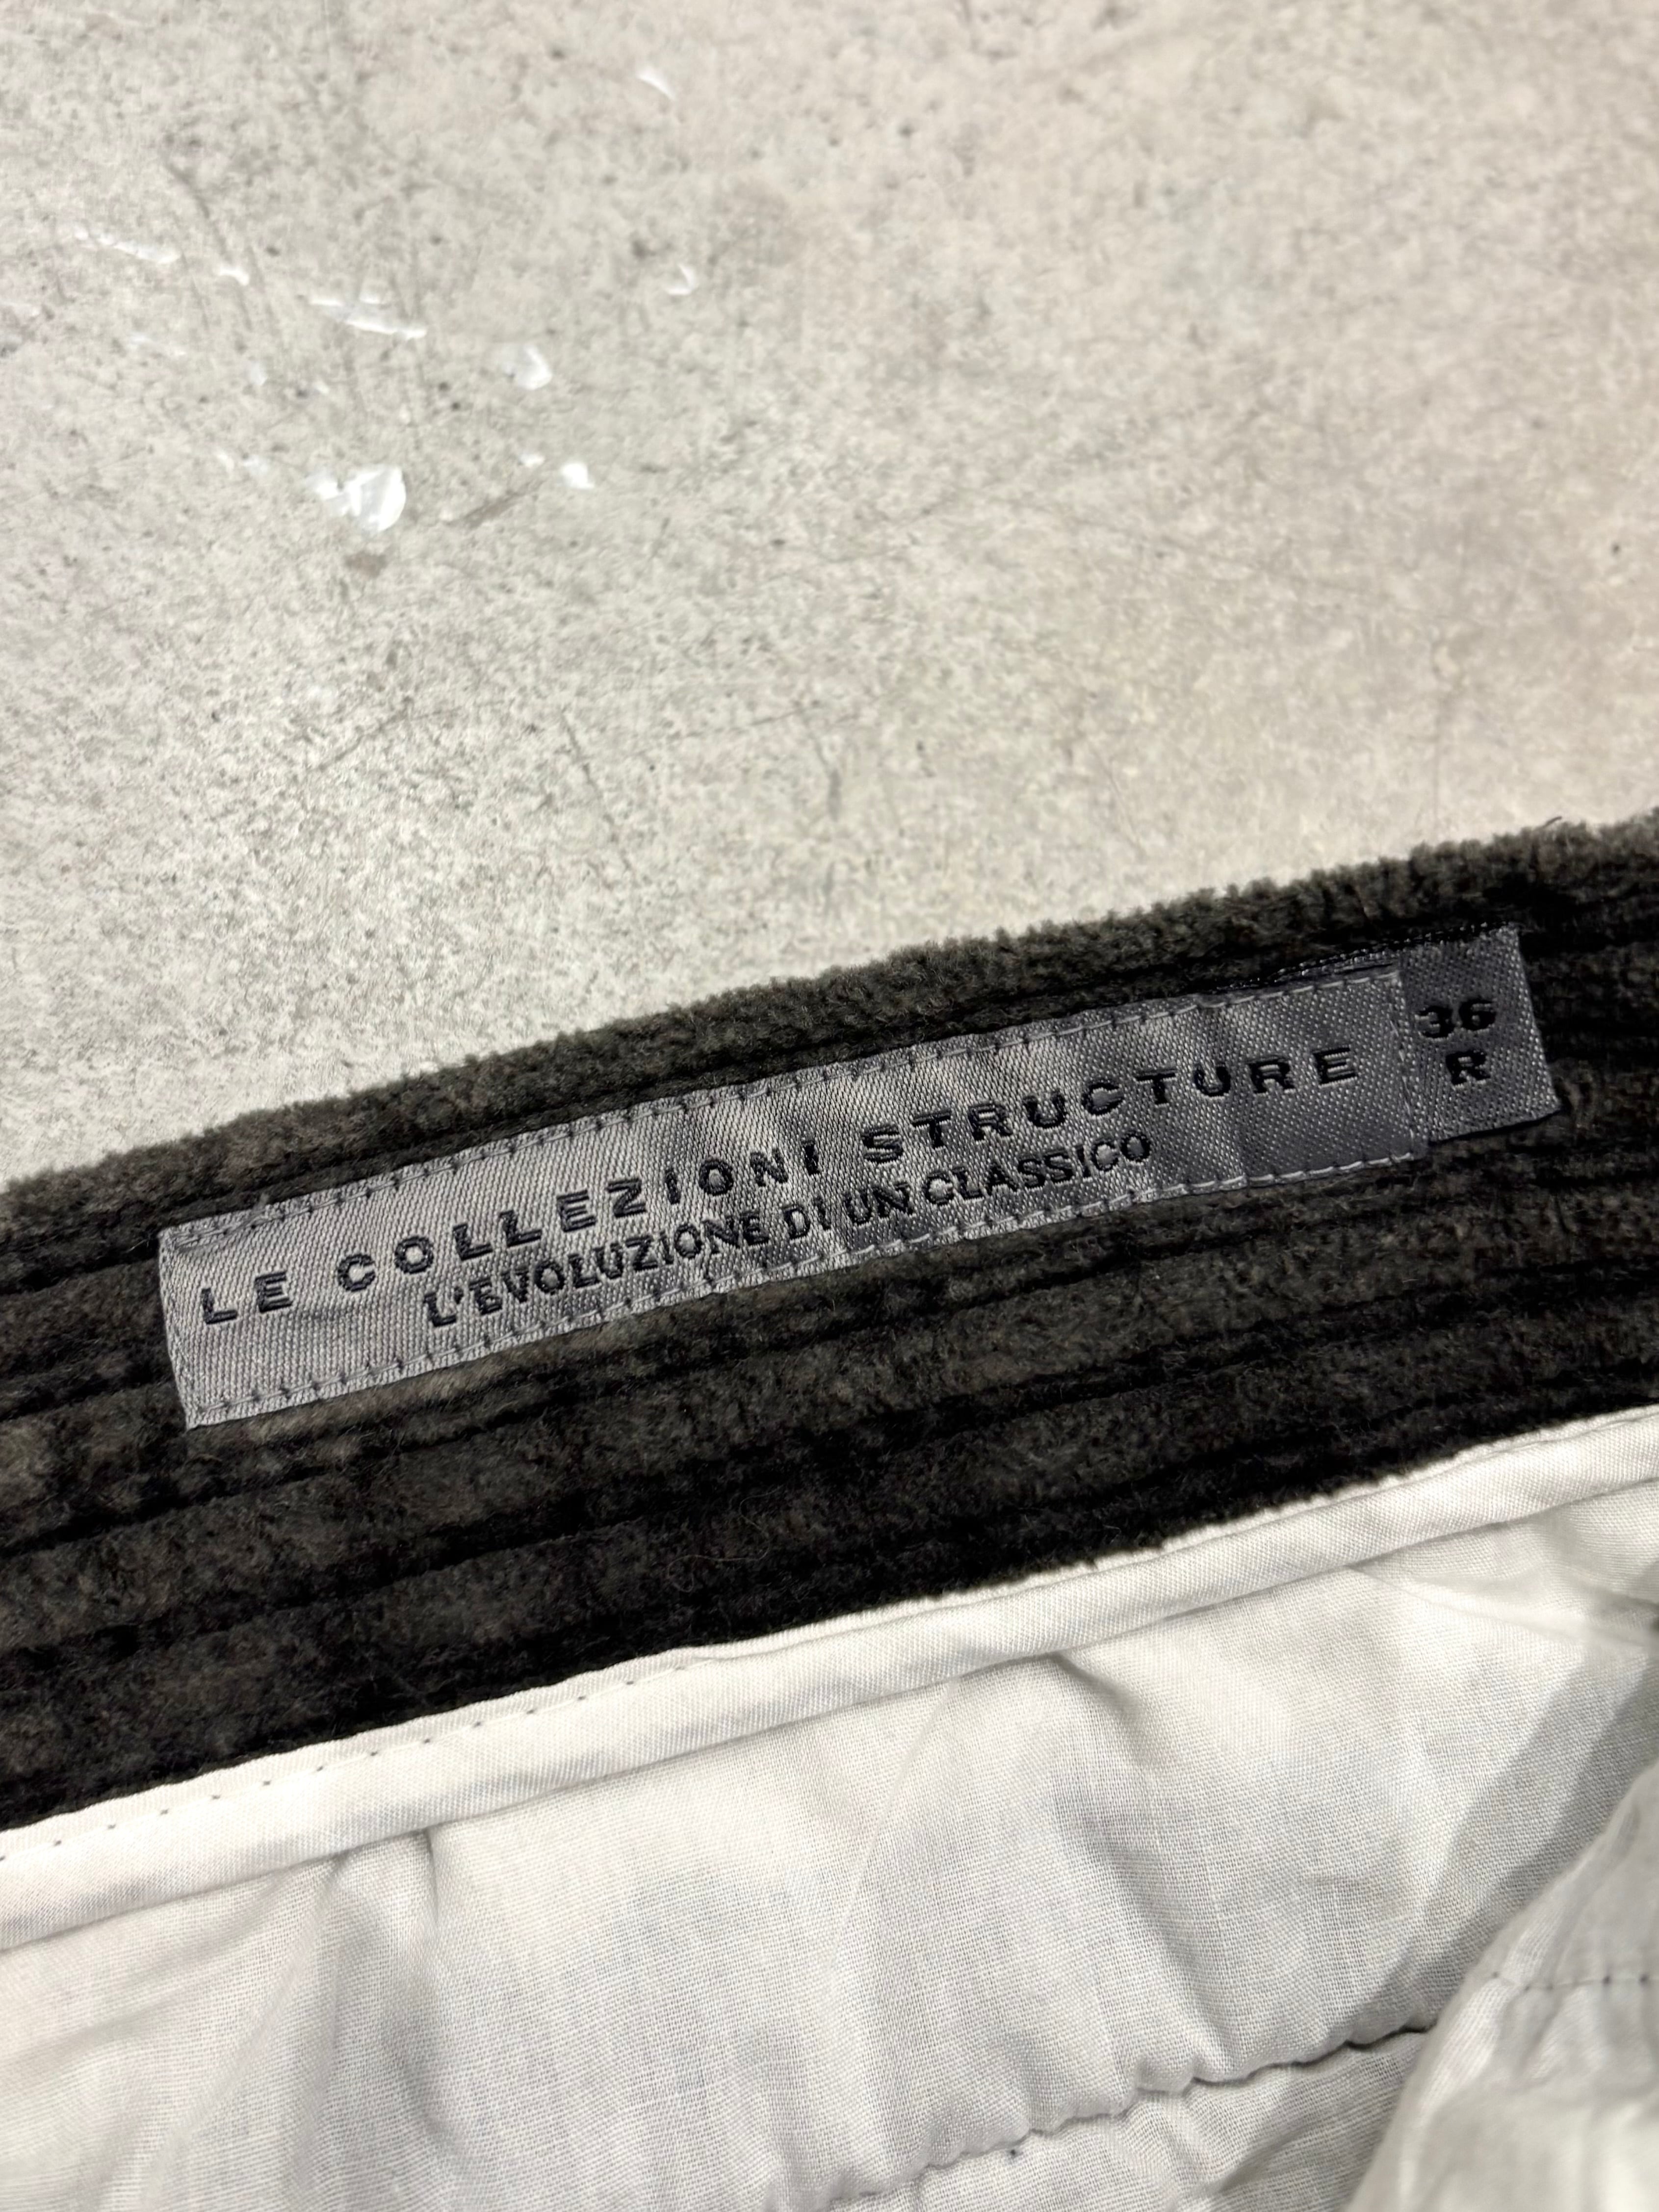 LE COLLEZIONI STRUCTURE
L'EVOLUZIONE DI UN CLASSICO
36
R